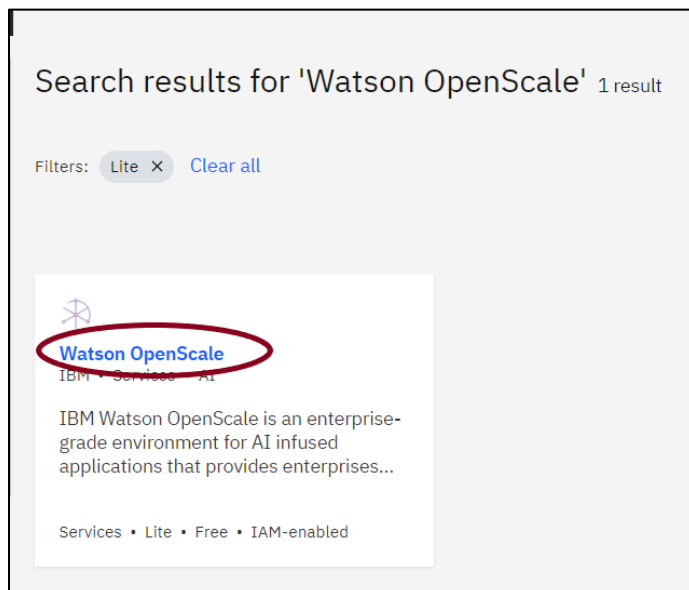 Search results for 'Watson OpenScale' 1 result
Filters: Lite × Clear all
Watson OpenScale
IBM • Services • AI
IBM Watson OpenScale is an enterprise-
grade environment for AI infused
applications that provides enterprises...
Services • Lite • Free • IAM-enabled